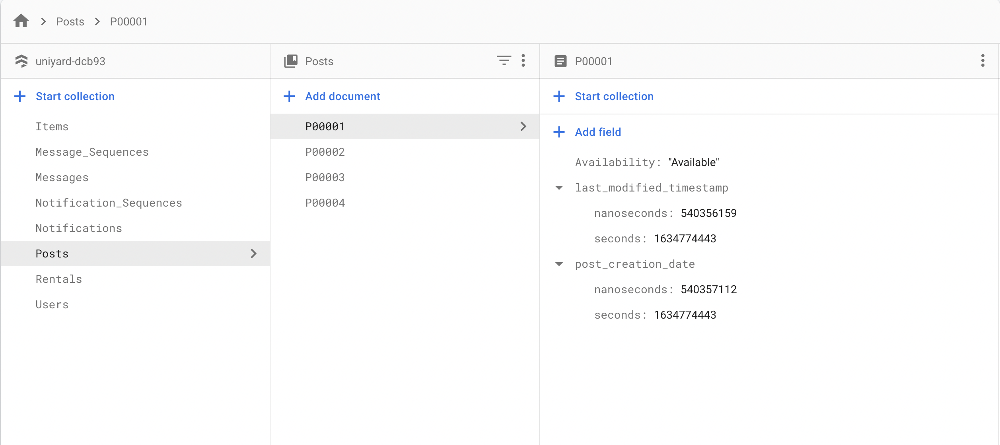 Posts P00001
uniyard-dcb93
Start collection
Items
Message_Sequences
Messages
Notification_Sequences
Notifications
Posts
Rentals
Users
Posts
Add document
P00001
P00002
P00003
P00004
P00001
Start collection
Add field
Availability: "Available"
last_modified_timestamp
nanoseconds: 540356159
seconds: 1634774443
post_creation_date
nanoseconds: 540357112
seconds: 1634774443